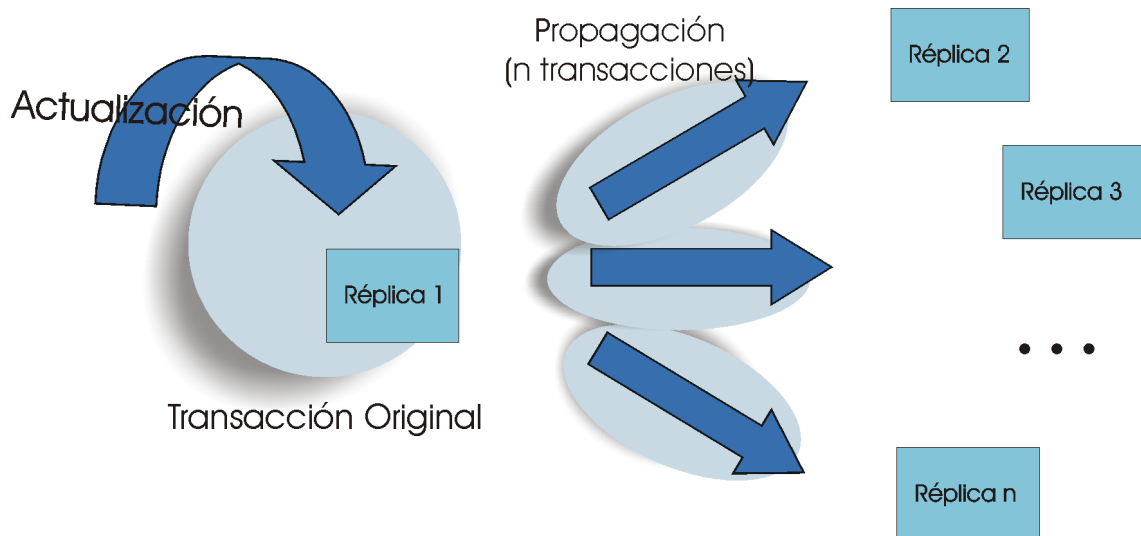 Actualización
Réplica 1
Transacción Original
Propagación
(n transacciones)
Réplica 2
Réplica 3
• • •
Réplica n